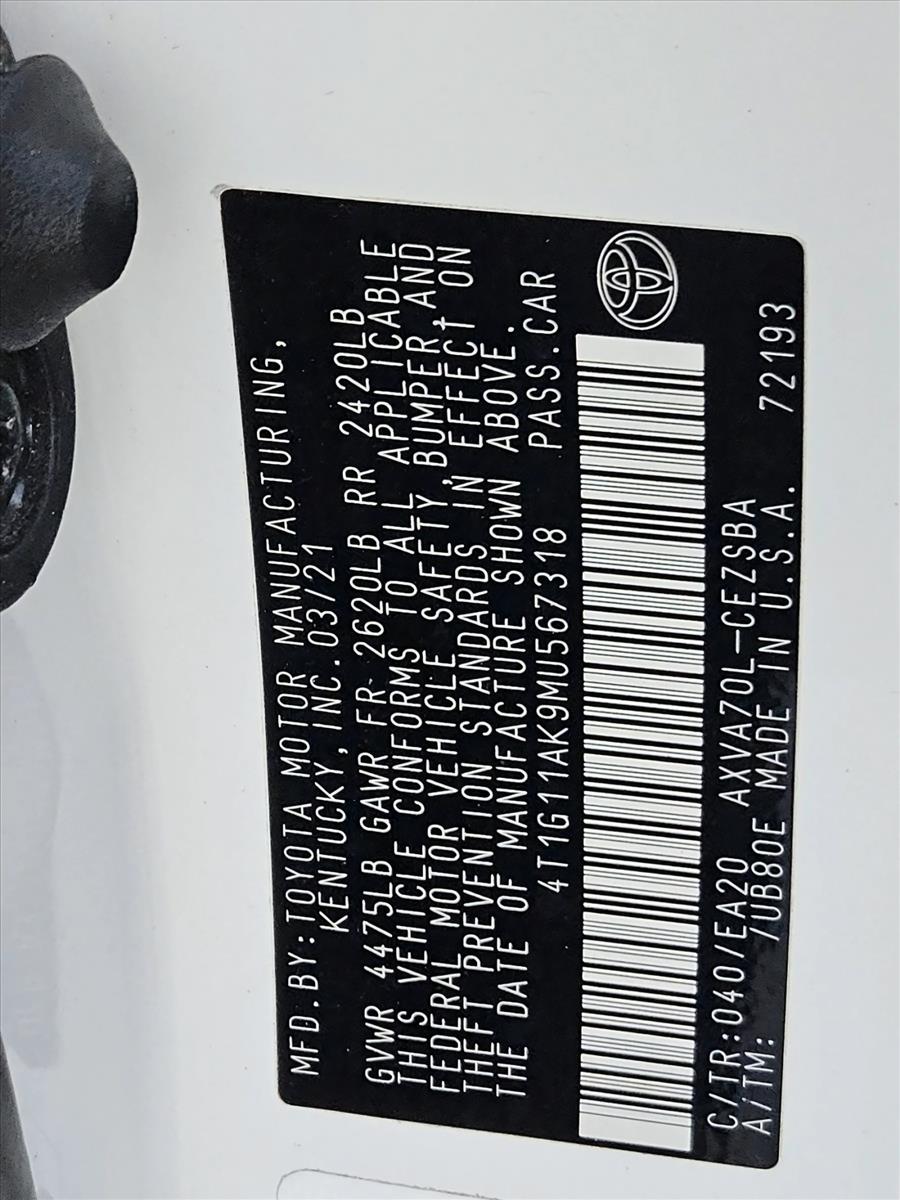 MFD.BY:TOYOTA MOTOR MANUFACTURING,
KENTUCKY, INC.03/21
GVWR 4475LB GAWR FR 2620LB RR 2420LB
THIS VEHICLE CONFORMS TO ALL APPLICABLE
FEDERAL MOTOR VEHICLE SAFETY, BUMPER, AND
THEFT PREVENTION STANDARDS IN EFFECT ON
THE DATE OF MANUFACTURE SHOWN ABOVE.
4T1G11AK9MU567318 PASS.CAR
C/TR:040/EA20 AXVA70L-CEZSBA
A/TM: /UB80E MADE IN U.S.A. 72193